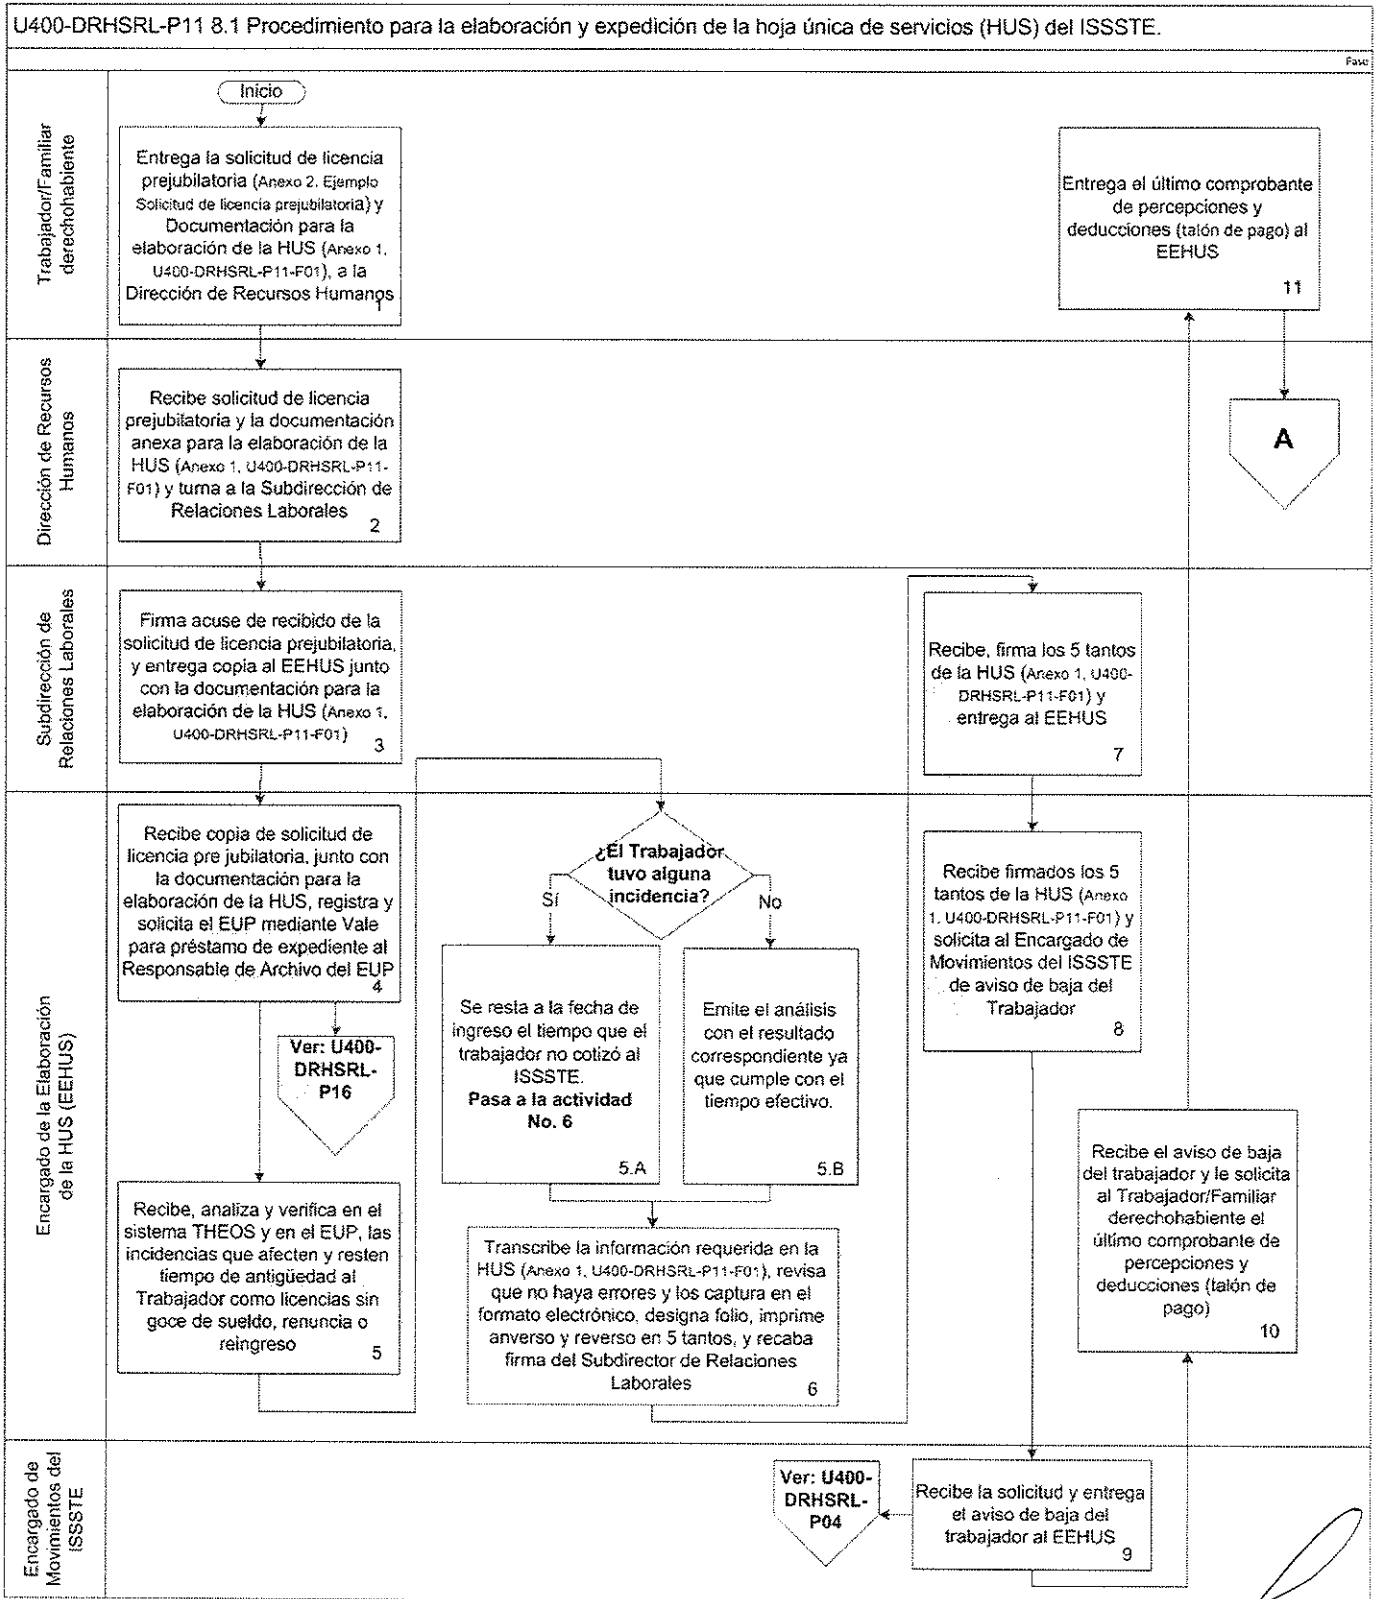 U400-DRHSRL-P11 8.1 Procedimiento para la elaboración y expedición de la hoja única de servicios (HUS) del ISSSTE.
Fase
Trabajador/Familiar
derechohabiente
Inicio
Entrega la solicitud de licencia
prejubilatoria (Anexo 2. Ejemplo
Solicitud de licencia prejubilatoria) y
Documentación para la
elaboración de la HUS (Anexo 1.
U400-DRHSRL-P11-F01), a la
Dirección de Recursos Humanos
1
Entrega el último comprobante
de percepciones y
deducciones (talón de pago) al
EEHUS
11
Dirección de Recursos
Humanos
Recibe solicitud de licencia
prejubilatoria y la documentación
anexa para la elaboración de la
HUS (Anexo 1, U400-DRHSRL-P11-
F01) y turna a la Subdirección de
Relaciones Laborales
2
A
Subdirección de
Relaciones Laborales
Firma acuse de recibido de la
solicitud de licencia prejubilatoria,
y entrega copia al EEHUS junto
con la documentación para la
elaboración de la HUS (Anexo 1,
U400-DRHSRL-P11-F01)
3
Recibe, firma los 5 tantos
de la HUS (Anexo 1, U400-
DRHSRL-P11-F01) y
entrega al EEHUS
7
Encargado de la Elaboración
de la HUS (EEHUS)
Recibe copia de solicitud de
licencia pre jubilatoria, junto con
la documentación para la
elaboración de la HUS, registra y
solicita el EUP mediante Vale
para préstamo de expediente al
Responsable de Archivo del EUP
4
Ver: U400-
DRHSRL-
P16
Recibe, analiza y verifica en el
sistema THEOS y en el EUP, las
incidencias que afecten y resten
tiempo de antigüedad al
Trabajador como licencias sin
goce de sueldo, renuncia o
reingreso
5
¿El Trabajador
tuvo alguna
incidencia?
Sí
No
Se resta a la fecha de
ingreso el tiempo que el
trabajador no cotizó al
ISSSTE.
Pasa a la actividad
No. 6
5.A
Emite el análisis
con el resultado
correspondiente ya
que cumple con el
tiempo efectivo.
5.B
Transcribe la información requerida en la
HUS (Anexo 1, U400-DRHSRL-P11-F01), revisa
que no haya errores y los captura en el
formato electrónico, designa folio, imprime
anverso y reverso en 5 tantos, y recaba
firma del Subdirector de Relaciones
Laborales
6
Recibe firmados los 5
tantos de la HUS (Anexo
1, U400-DRHSRL-P11-F01) y
solicita al Encargado de
Movimientos del ISSSTE
de aviso de baja del
Trabajador
8
Recibe el aviso de baja
del trabajador y le solicita
al Trabajador/Familiar
derechohabiente el
último comprobante de
percepciones y
deducciones (talón de
pago)
10
Encargado de
Movimientos del
ISSSTE
Ver: U400-
DRHSRL-
P04
Recibe la solicitud y entrega
el aviso de baja del
trabajador al EEHUS
9